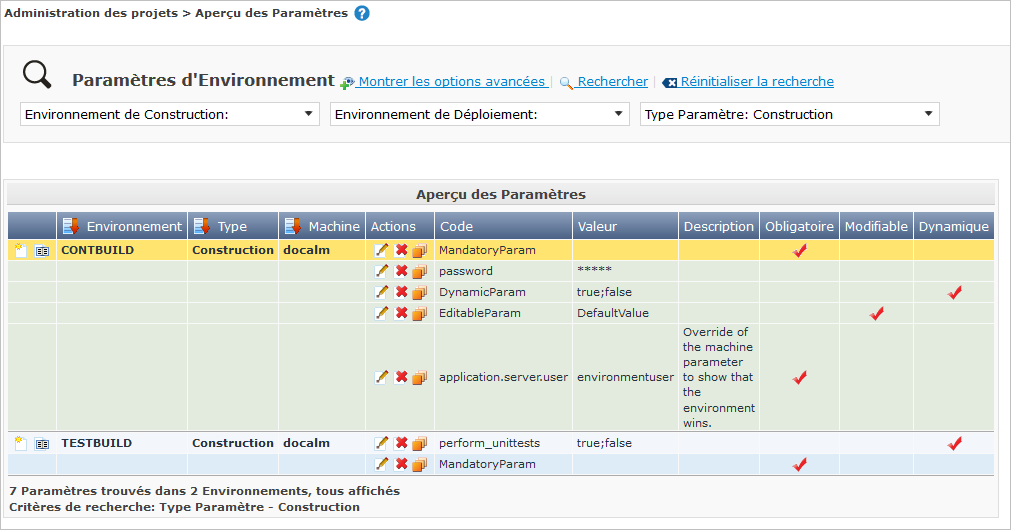 Administration des projets > Aperçu des Paramètres ?
Paramètres d'Environnement Montrer les options avancées | Rechercher | Réinitialiser la recherche
Environnement de Construction: Environnement de Déploiement: Type Paramètre: Construction
Aperçu des Paramètres
Environnement Type Machine Actions Code Valeur Description Obligatoire Modifiable Dynamique
CONTBUILD Construction docalm MandatoryParam
password *****
DynamicParam true;false
EditableParam DefaultValue
application.server.user environmentuser Override of
the machine
parameter
to show that
the
environment
wins.
TESTBUILD Construction docalm perform_unittests true;false
MandatoryParam
7 Paramètres trouvés dans 2 Environnements, tous affichés
Critères de recherche: Type Paramètre - Construction